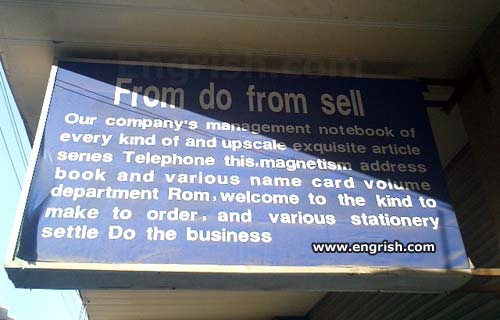 Engrish.com
From do from sell
Our company's management notebook of
every kind of and upscale exquisite article
series Telephone this,magnetism address
book and various name card volume
department Rom,welcome to the kind to
make to order, and various stationery
settle Do the business
www.engrish.com